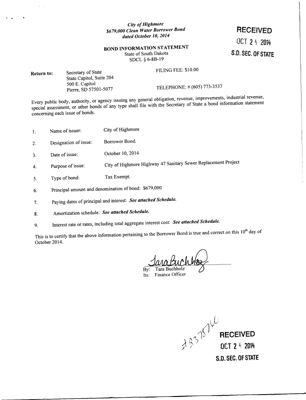 City of Highmore
$679,000 Clean Water Borrower Bond
dated October 10, 2014
RECEIVED
OCT 2 4 2014
S.D. SEC. OF STATE
BOND INFORMATION STATEMENT
State of South Dakota
SDCL § 6-8B-19
Return to: Secretary of State FILING FEE: $10.00
State Capitol, Suite 204
500 E. Capitol
Pierre, SD 57501-5077 TELEPHONE: # (605) 773-3537
Every public body, authority, or agency issuing any general obligation, revenue, improvements, industrial revenue,
special assessment, or other bonds of any type shall file with the Secretary of State a bond information statement
concerning each issue of bonds.
1. Name of issuer: City of Highmore
2. Designation of issue: Borrower Bond.
3. Date of issue: October 10, 2014
4. Purpose of issue: City of Highmore Highway 47 Sanitary Sewer Replacement Project
5. Type of bond: Tax Exempt.
6. Principal amount and denomination of bond: $679,000
7. Paying dates of principal and interest: See attached Schedule.
8. Amortization schedule: See attached Schedule.
9. Interest rate or rates, including total aggregate interest cost: See attached Schedule.
This is to certify that the above information pertaining to the Borrower Bond is true and correct on this 10th day of
October 2014.
Tara Buchholz
By: Tara Buchholz
Its: Finance Officer
RECEIVED
OCT 2 4 2014
S.D. SEC. OF STATE